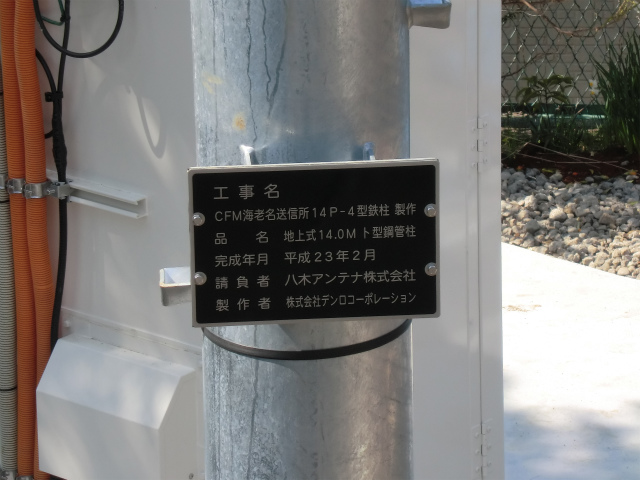 工事名
CFM海老名送信所14P-4型鉄柱 製作
品 名 地上式14.0M ト型鋼管柱
完成年月 平成23年2月
請負者 八木アンテナ株式会社
製作者 株式会社デンロコーポレーション